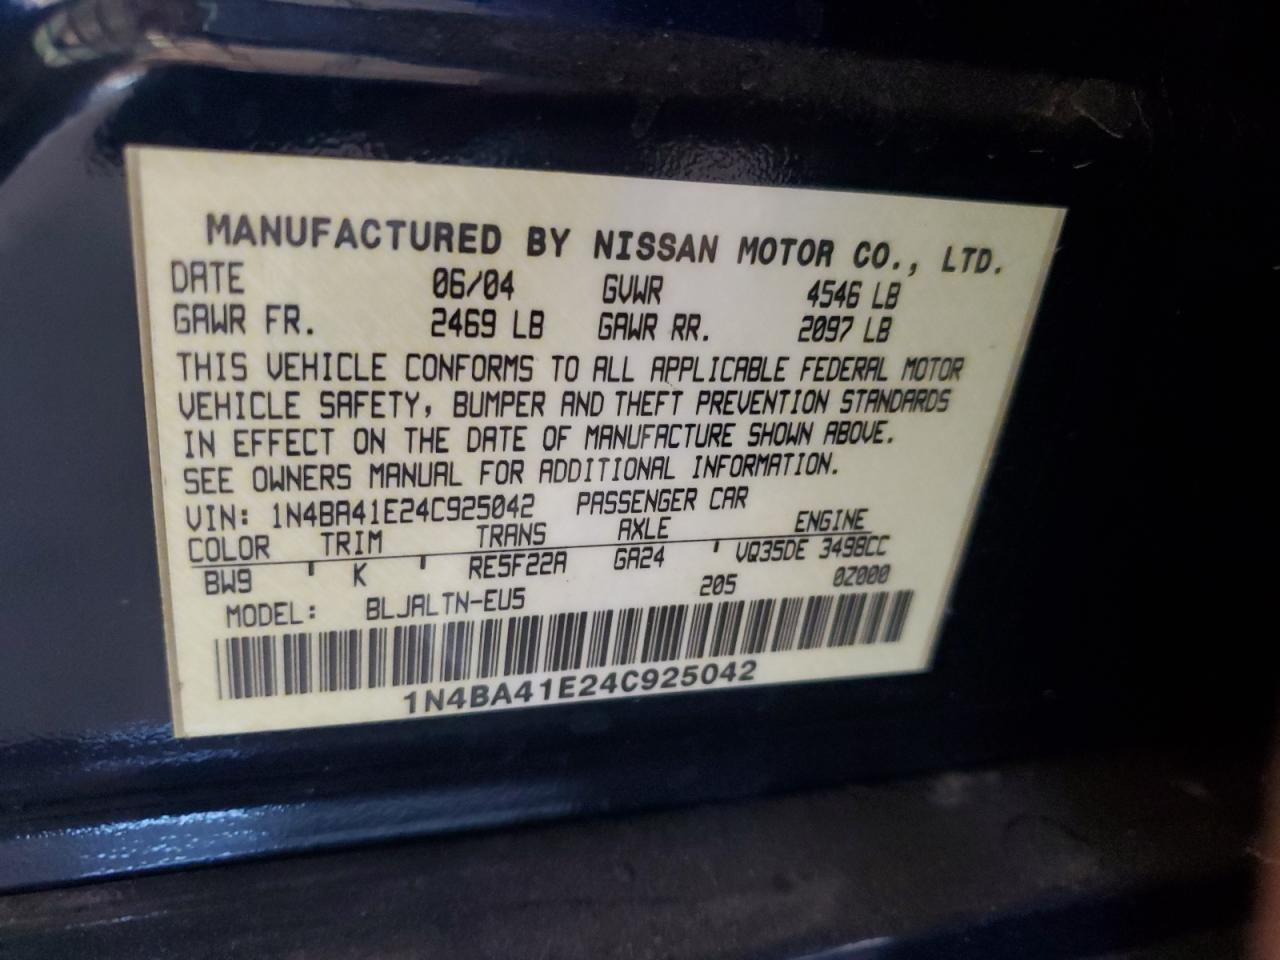 MANUFACTURED BY NISSAN MOTOR CO., LTD.
DATE 06/04 GVWR 4546 LB
GAWR FR. 2469 LB GAWR RR. 2097 LB
THIS VEHICLE CONFORMS TO ALL APPLICABLE FEDERAL MOTOR
VEHICLE SAFETY, BUMPER AND THEFT PREVENTION STANDARDS
IN EFFECT ON THE DATE OF MANUFACTURE SHOWN ABOVE.
SEE OWNERS MANUAL FOR ADDITIONAL INFORMATION.
VIN: 1N4BA41E24C925042 PASSENGER CAR
COLOR TRIM TRANS AXLE ENGINE
BW9 ' K ' RE5F22A GA24 ' VQ35DE 3498CC
MODEL: BLJALTN-EU5 205 0Z000
1N4BA41E24C925042